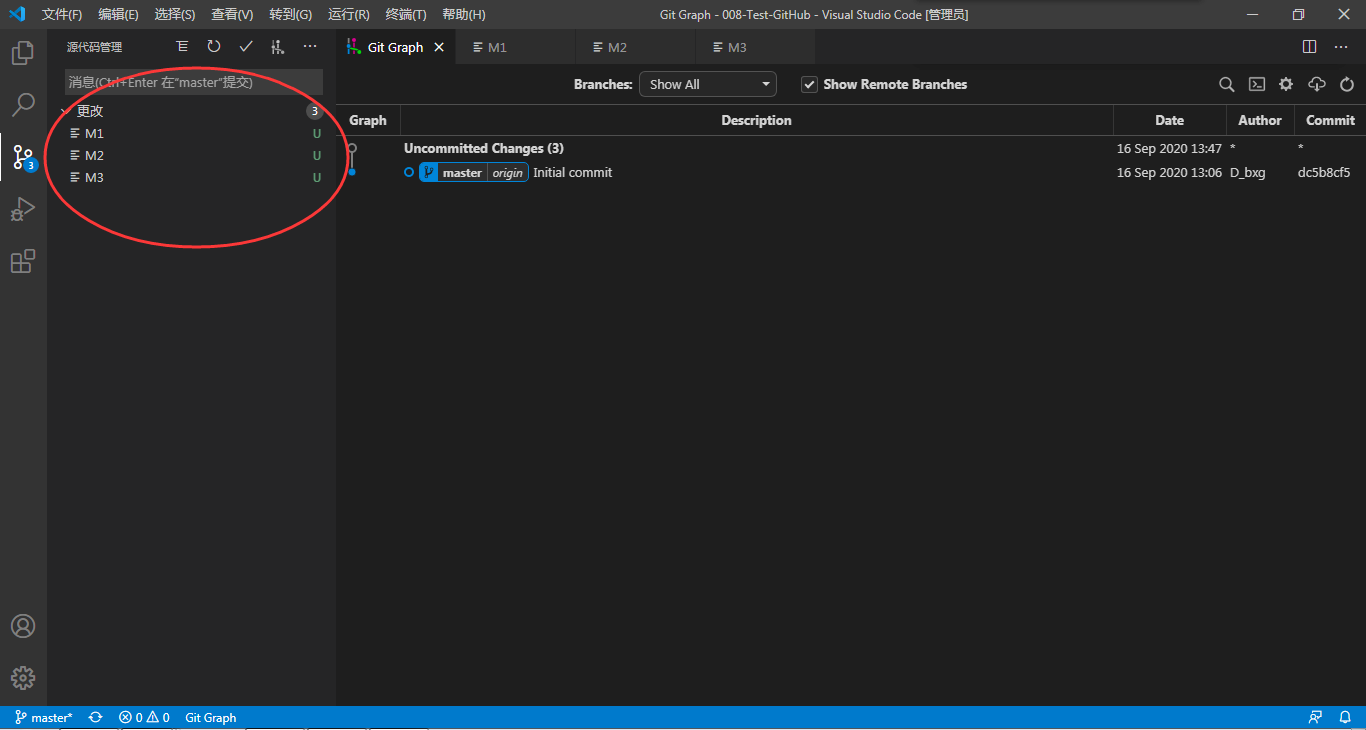 文件(F) 编辑(E) 选择(S) 查看(V) 转到(G) 运行(R) 终端(T) 帮助(H) Git Graph - 008-Test-GitHub - Visual Studio Code [管理员]
源代码管理
Git Graph M1 M2 M3
消息(Ctrl+Enter 在"master"提交)
Branches: Show All Show Remote Branches
更改 3
Graph Description Date Author Commit
M1 U
M2 U
M3 U
Uncommitted Changes (3) 16 Sep 2020 13:47 * *
master origin Initial commit 16 Sep 2020 13:06 D_bxg dc5b8cf5
3
master* 0 0 Git Graph